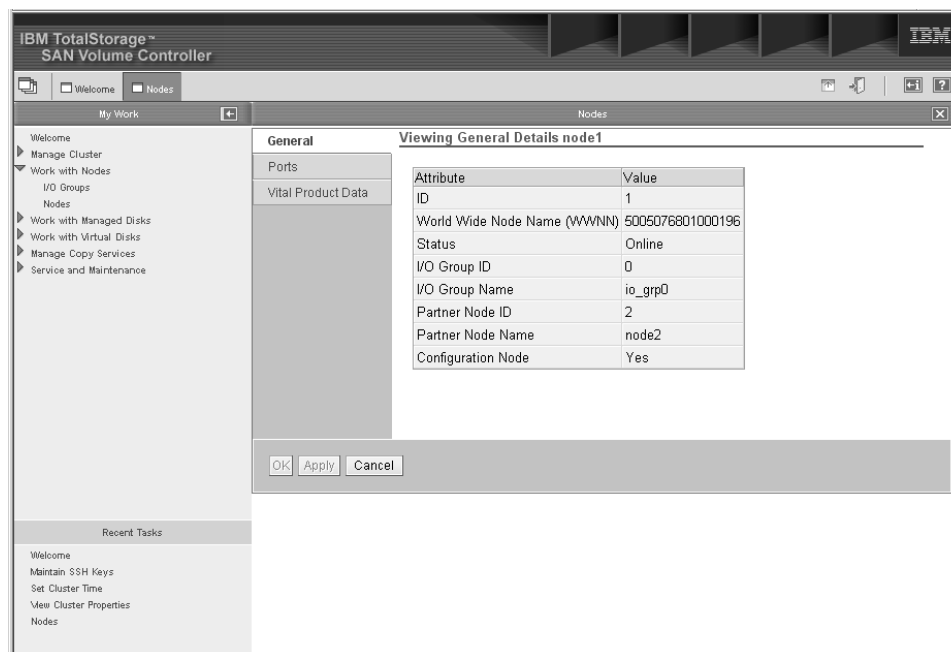 IBM TotalStorage™
SAN Volume Controller
IBM
Welcome
Nodes
?
My Work
Nodes
Welcome
Manage Cluster
Work with Nodes
I/O Groups
Nodes
Work with Managed Disks
Work with Virtual Disks
Manage Copy Services
Service and Maintenance
Recent Tasks
Welcome
Maintain SSH Keys
Set Cluster Time
View Cluster Properties
Nodes
General
Ports
Vital Product Data
Viewing General Details node1
Attribute Value
ID 1
World Wide Node Name (WWNN) 5005076801000196
Status Online
I/O Group ID 0
I/O Group Name io_grp0
Partner Node ID 2
Partner Node Name node2
Configuration Node Yes
OK Apply Cancel